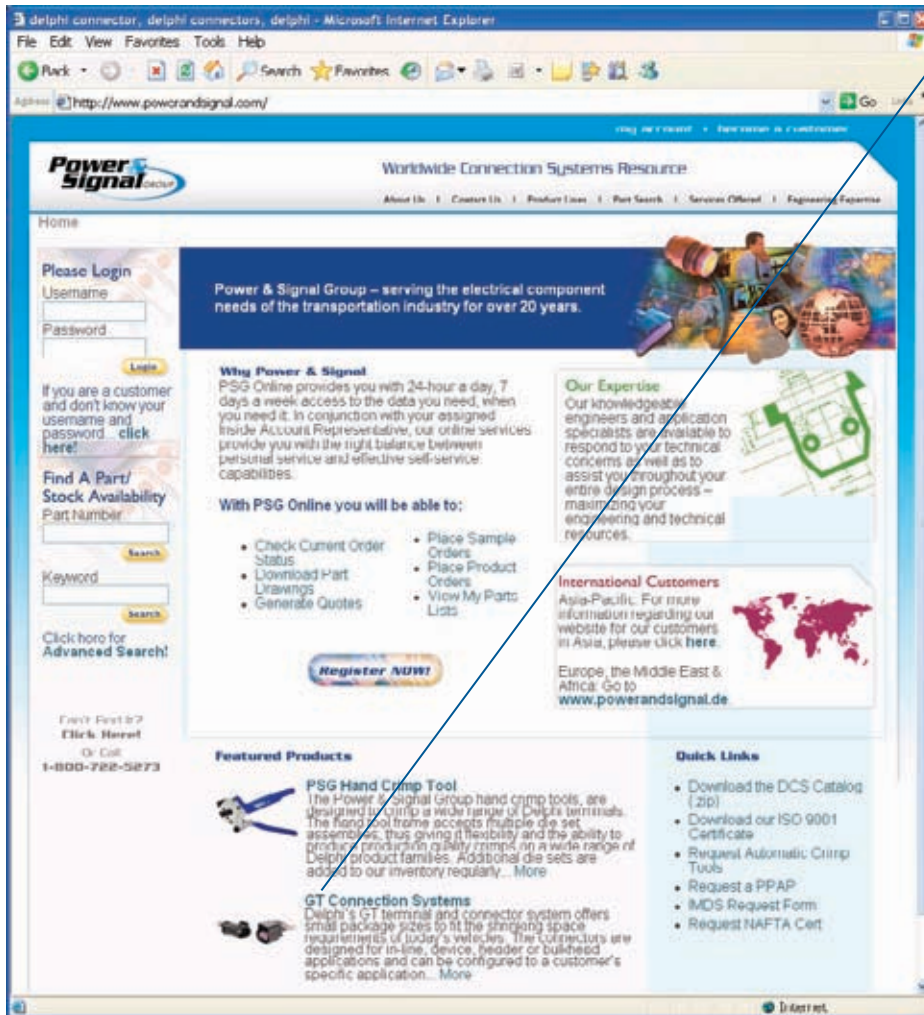 delphi connector, delphi connectors, delphi - Microsoft Internet Explorer
File Edit View Favorites Tools Help
Back Search Favorites
Address http://www.powerandsignal.com/ Go Links
my account • become a customer
Power & Signal GROUP
Worldwide Connection Systems Resource
About Us | Contact Us | Product Lines | Part Search | Services Offered | Engineering Expertise
Home
Please Login
Username
Password
Login
If you are a customer
and don't know your
username and
password... click
here!
Find A Part/
Stock Availability
Part Number
Search
Keyword
Search
Click here for
Advanced Search!
Can't Find It?
Click Here!
Or Call
1-800-722-5273
Power & Signal Group – serving the electrical component
needs of the transportation industry for over 20 years.
Why Power & Signal
PSG Online provides you with 24-hour a day, 7
days a week access to the data you need, when
you need it. In conjunction with your assigned
Inside Account Representative, our online services
provide you with the right balance between
personal service and effective self-service
capabilities.
With PSG Online you will be able to:
• Check Current Order
Status
• Download Part
Drawings
• Generate Quotes
• Place Sample
Orders
• Place Product
Orders
• View My Parts
Lists
Register NOW!
Our Expertise
Our knowledgeable
engineers and application
specialists are available to
respond to your technical
concerns as well as to
assist you throughout your
entire design process –
maximizing your
engineering and technical
resources.
International Customers
Asia-Pacific: For more
information regarding our
website for our customers
in Asia, please click here.
Europe, the Middle East &
Africa: Go to
www.powerandsignal.de.
Featured Products
PSG Hand Crimp Tool
The Power & Signal Group hand crimp tools, are
designed to crimp a wide range of Delphi terminals.
The hand tool frame accepts multiple die set
assemblies, thus giving it flexibility and the ability to
produce production quality crimps on a wide range of
Delphi product families. Additional die sets are
added to our inventory regularly... More
GT Connection Systems
Delphi's GT terminal and connector system offers
small package sizes to fit the shrinking space
requirements of today's vehicles. The connectors are
designed for in-line, device, header or bulkhead
applications and can be configured to a customer's
specific application... More
Quick Links
• Download the DCS Catalog
(.zip)
• Download our ISO 9001
Certificate
• Request Automatic Crimp
Tools
• Request a PPAP
• IMDS Request Form
• Request NAFTA Cert
Internet